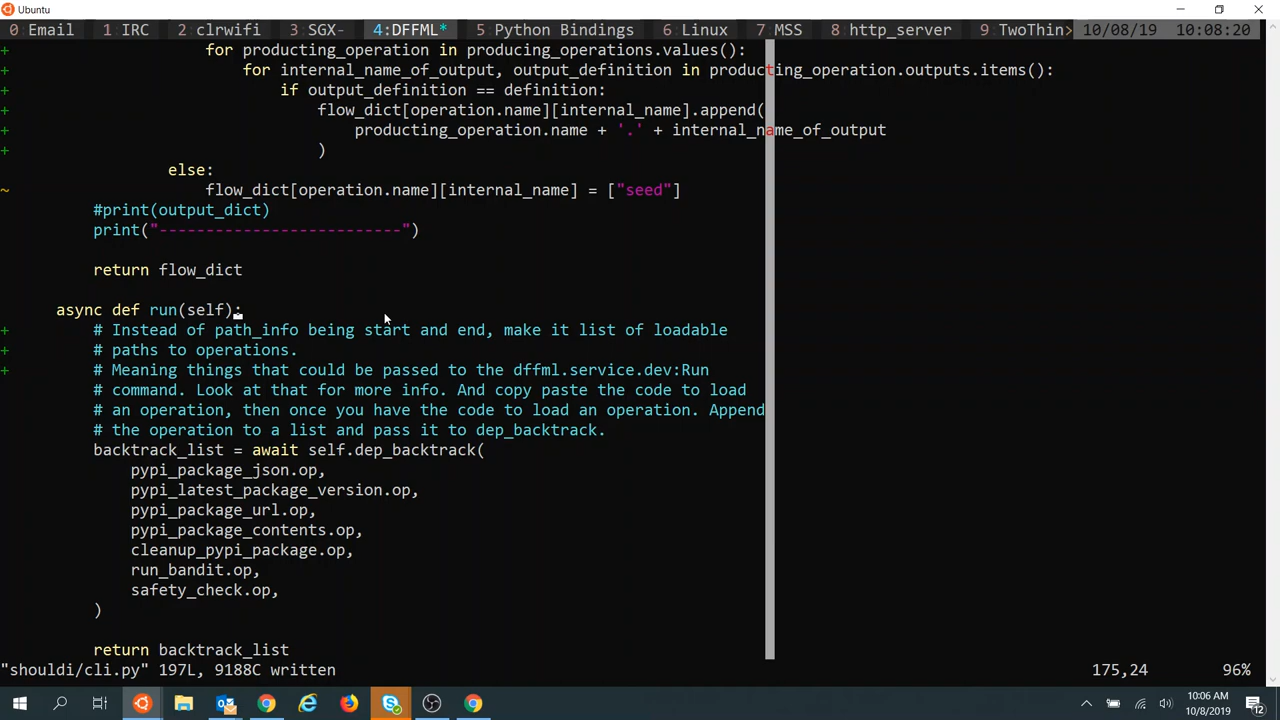 Ubuntu
0 Email 1 IRC 2 clrwifi 3 SGX- 4:DFFML* 5 Python Bindings 6 Linux 7 MSS 8 http_server 9 TwoThin> 10/08/19 10:08:20
+ for producting_operation in producing_operations.values():
+ for internal_name_of_output, output_definition in producting_operation.outputs.items():
+ if output_definition == definition:
+ flow_dict[operation.name][internal_name].append(
+ producting_operation.name + '.' + internal_name_of_output
+ )
else:
~ flow_dict[operation.name][internal_name] = ["seed"]
#print(output_dict)
print("--------------------------")
return flow_dict
async def run(self):
+ # Instead of path_info being start and end, make it list of loadable
+ # paths to operations.
+ # Meaning things that could be passed to the dffml.service.dev:Run
# command. Look at that for more info. And copy paste the code to load
# an operation, then once you have the code to load an operation. Append
# the operation to a list and pass it to dep_backtrack.
backtrack_list = await self.dep_backtrack(
pypi_package_json.op,
pypi_latest_package_version.op,
pypi_package_url.op,
pypi_package_contents.op,
cleanup_pypi_package.op,
run_bandit.op,
safety_check.op,
)
return backtrack_list
"shouldi/cli.py" 197L, 9188C written 175,24 96%
10:06 AM
10/8/2019
12